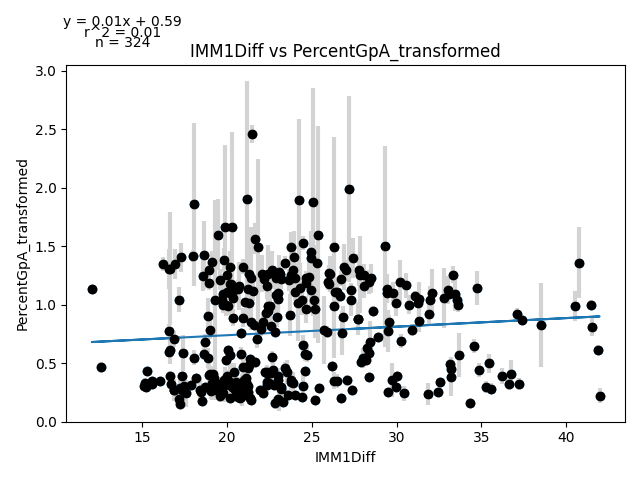 y = 0.01x + 0.59
r^2 = 0.01
n = 324
IMM1Diff vs PercentGpA_transformed
3.0
2.5
2.0
1.5
1.0
0.5
0.0
PercentGpA_transformed
15 20 25 30 35 40
IMM1Diff